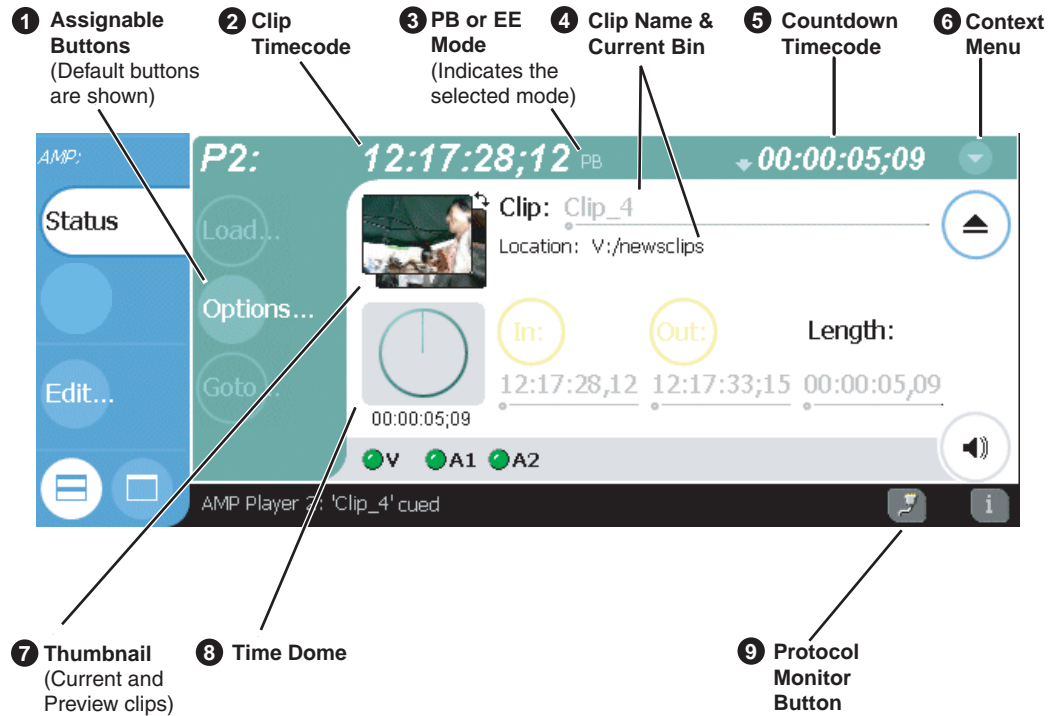 1 Assignable Buttons
(Default buttons are shown)
2 Clip Timecode
3 PB or EE Mode
(Indicates the selected mode)
4 Clip Name & Current Bin
5 Countdown Timecode
6 Context Menu
AMP:
P2:
12:17:28;12 PB
00:00:05;09
Status
Load...
Clip: Clip_4
Location: V:/newsclips
Options...
In:
Out:
Length:
Edit...
Goto...
12:17:28,12
12:17:33;15
00:00:05,09
00:00:05;09
V A1 A2
AMP Player 2: 'Clip_4' cued
i
7 Thumbnail
(Current and Preview clips)
8 Time Dome
9 Protocol Monitor Button